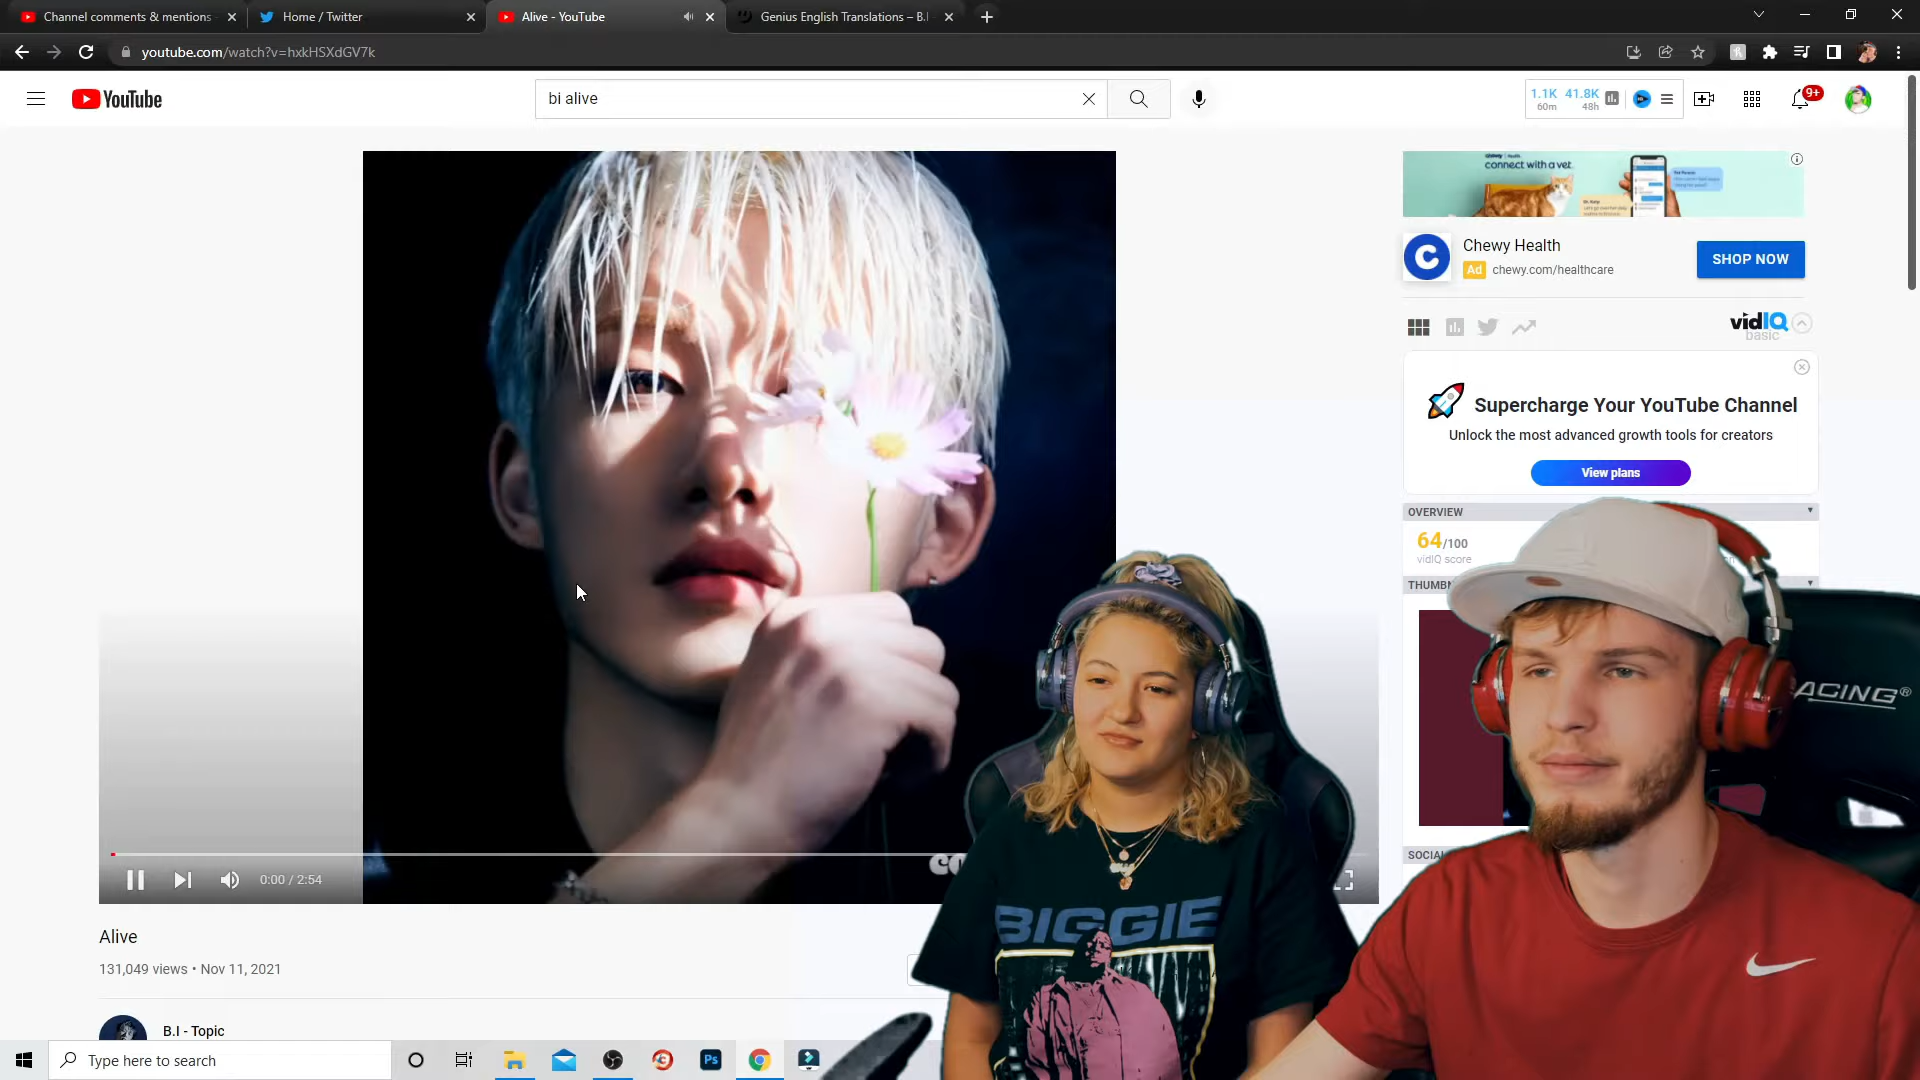 Channel comments & mentions
Home / Twitter
Alive - YouTube
Genius English Translations – B.I
youtube.com/watch?v=hxkHSXdGV7k
YouTube
bi alive
1.1K 41.8K
60m 48h
9+
connect with a vet
Chewy Health
Ad chewy.com/healthcare
SHOP NOW
vidIQ
basic
Supercharge Your YouTube Channel
Unlock the most advanced growth tools for creators
View plans
OVERVIEW
64/100
vidIQ score
THUMBN
SOCIAL
ACING®
0:00 / 2:54
BIGGIE
Alive
131,049 views • Nov 11, 2021
B.I - Topic
Type here to search
Ps